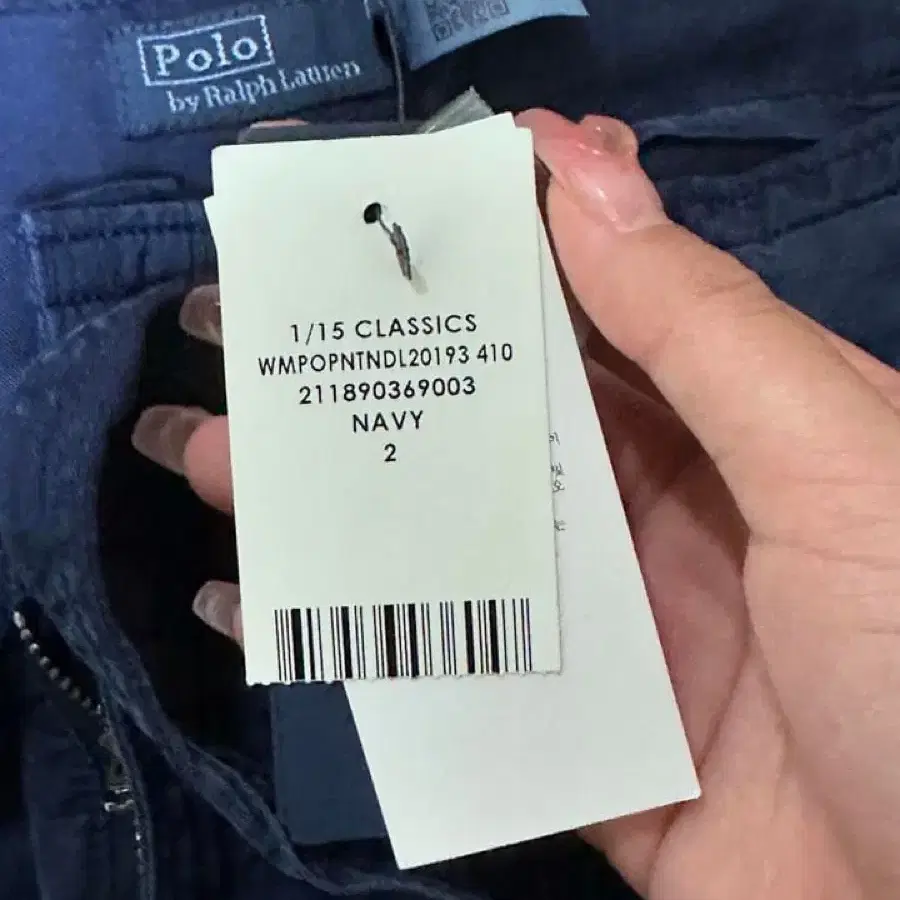 Polo
by Ralph Lauren
1/15 CLASSICS
WMPOPNTNDL20193 410
211890369003
NAVY
2